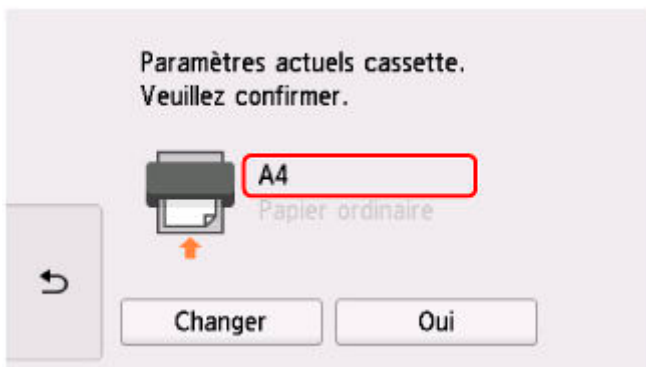 Paramètres actuels cassette.
Veuillez confirmer.
A4
Papier ordinaire
Changer
Oui